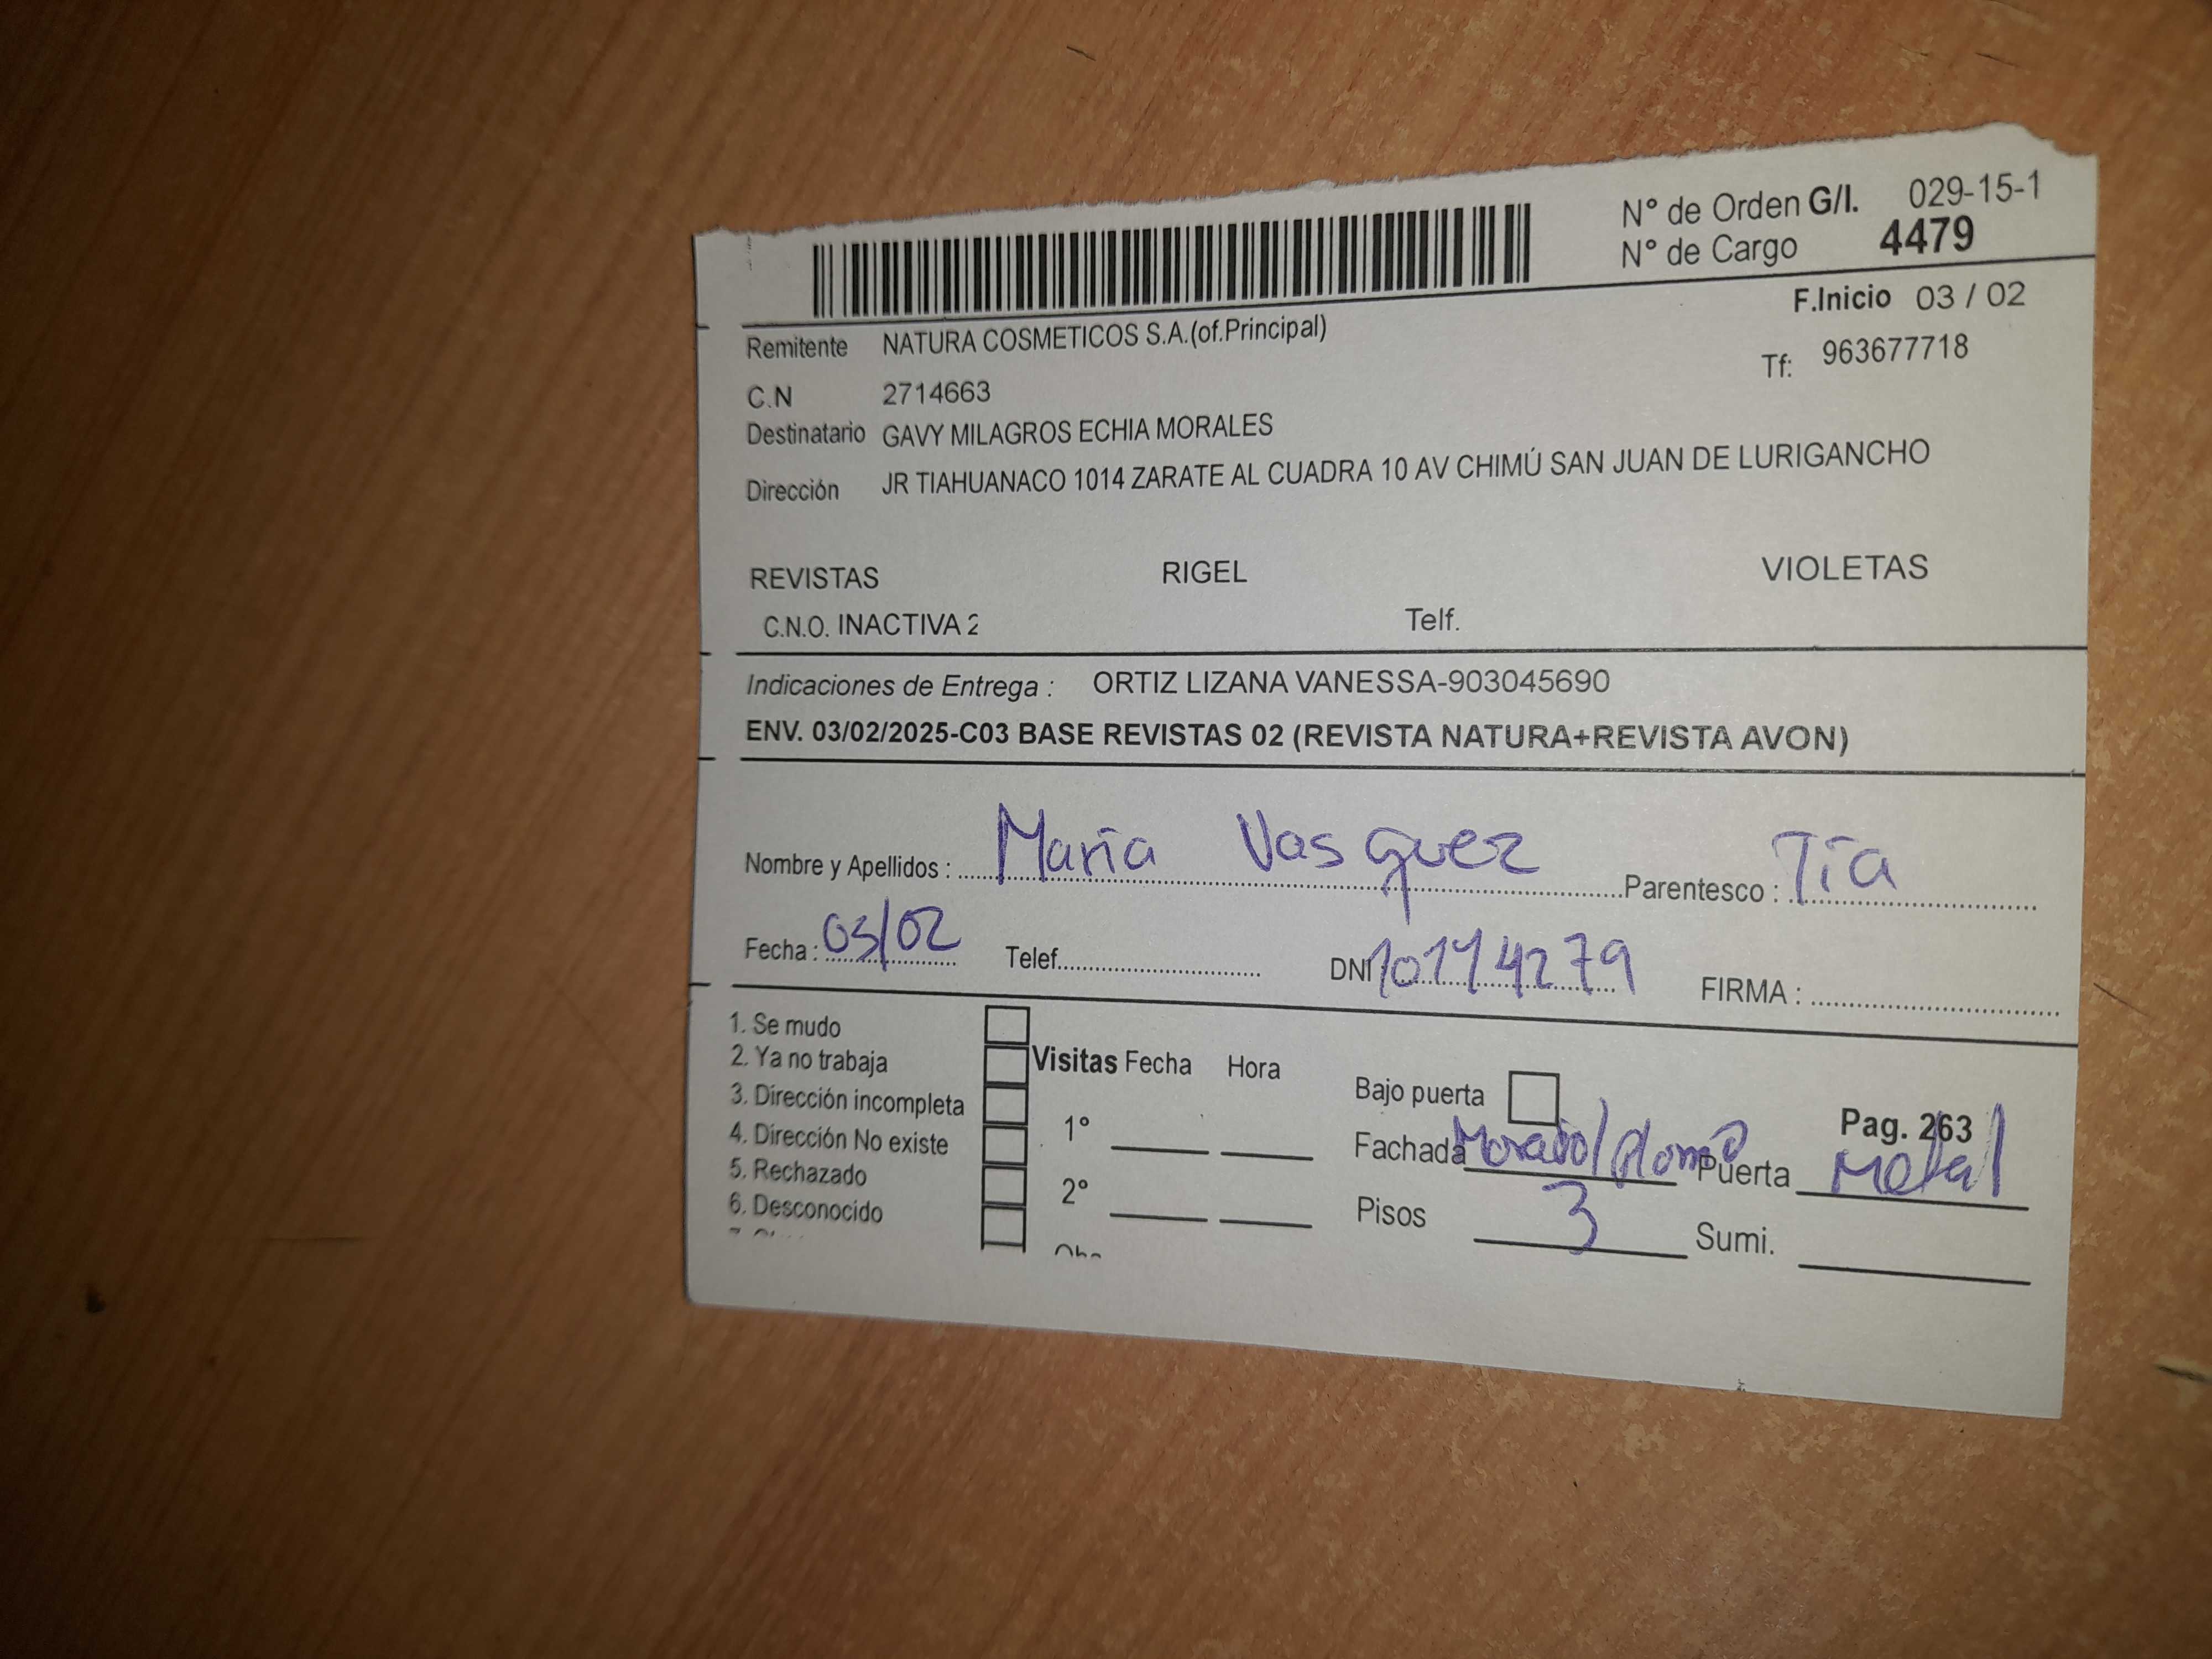 N° de Orden G/I. 029-15-1
N° de Cargo 4479
F.Inicio 03 / 02
Remitente NATURA COSMETICOS S.A.(of.Principal)
Tf: 963677718
C.N 2714663
Destinatario GAVY MILAGROS ECHIA MORALES
Dirección JR TIAHUANACO 1014 ZARATE AL CUADRA 10 AV CHIMÚ SAN JUAN DE LURIGANCHO
REVISTAS RIGEL VIOLETAS
C.N.O. INACTIVA 2 Telf.
Indicaciones de Entrega : ORTIZ LIZANA VANESSA-903045690
ENV. 03/02/2025-C03 BASE REVISTAS 02 (REVISTA NATURA+REVISTA AVON)
Nombre y Apellidos : Maria Vasquez Parentesco : Tía
Fecha : 03/02 Telef. DNI FIRMA :
1. Se mudo
2. Ya no trabaja Visitas Fecha Hora
3. Dirección incompleta Bajo puerta
4. Dirección No existe 1° Fachada Morado/Plomo Puerta Metal
Pag. 263
5. Rechazado
6. Desconocido 2° Pisos 3 Sumi.